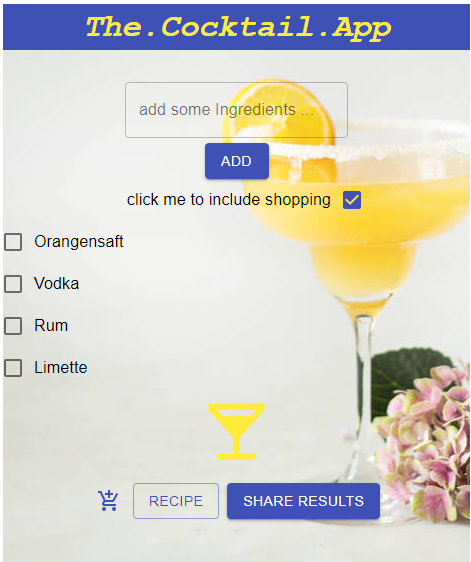 The.Cocktail.App
add some Ingredients ...
ADD
click me to include shopping
Orangensaft
Vodka
Rum
Limette
RECIPE
SHARE RESULTS